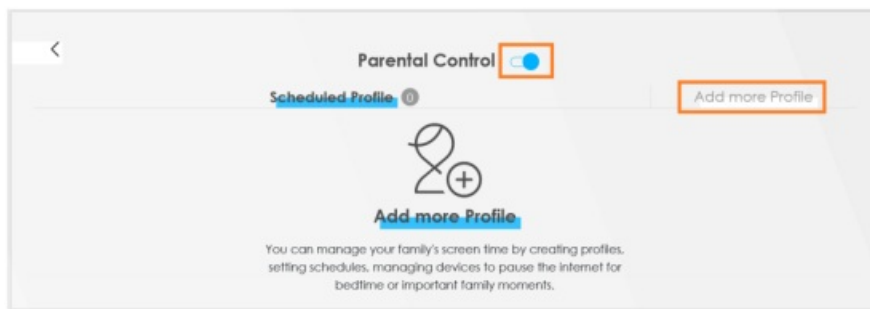 Parental Control
Scheduled Profile 0
Add more Profile
Add more Profile
You can manage your family's screen time by creating profiles,
setting schedules, managing devices to pause the internet for
bedtime or important family moments.